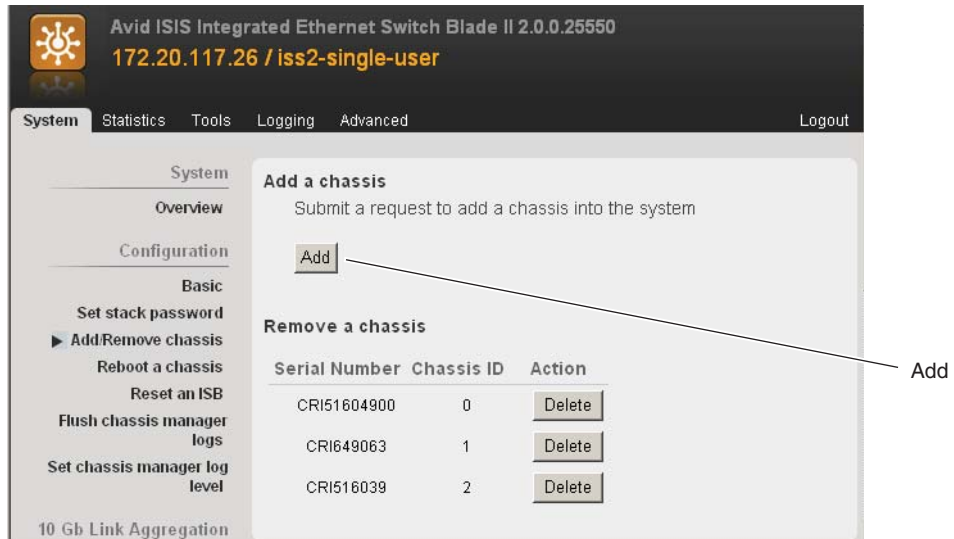 Avid ISIS Integrated Ethernet Switch Blade II 2.0.0.25550
172.20.117.26 / iss2-single-user
System Statistics Tools Logging Advanced Logout
System
Overview
Configuration
Basic
Set stack password
Add/Remove chassis
Reboot a chassis
Reset an ISB
Flush chassis manager
logs
Set chassis manager log
level
10 Gb Link Aggregation
Add a chassis
Submit a request to add a chassis into the system
Add
Remove a chassis
Serial Number Chassis ID Action
CRI51604900 0 Delete
CRI649063 1 Delete
CRI516039 2 Delete
Add